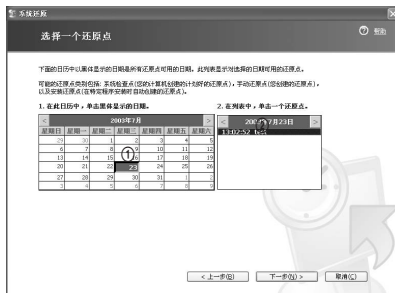 系统还原
选择一个还原点
帮助
下面的日历中以黑体显示的日期是所有还原点可用的日期。此列表显示对选择的日期可用的还原点。
可能的还原点类别包括: 系统检查点(您的计算机创建的计划好的还原点)，手动还原点(您创建的还原点)，
以及安装还原点(在特定程序安装时自动创建的还原点)。
1. 在此日历中，单击黑体显示的日期。
2. 在列表中，单击一个还原点。
< 2003年7月 >
星期日 星期一 星期二 星期三 星期四 星期五 星期六
29 30 1 2 3 4 5
6 7 8 9 10 11 12
13 14 15 16 17 18 19
20 21 22 23 24 25 26
27 28 29 30 31 1 2
3 4 5 6 7 8 9
①
< 2003年7月23日 >
②
13:02:52
< 上一步(B)
下一步(N) >
取消(C)